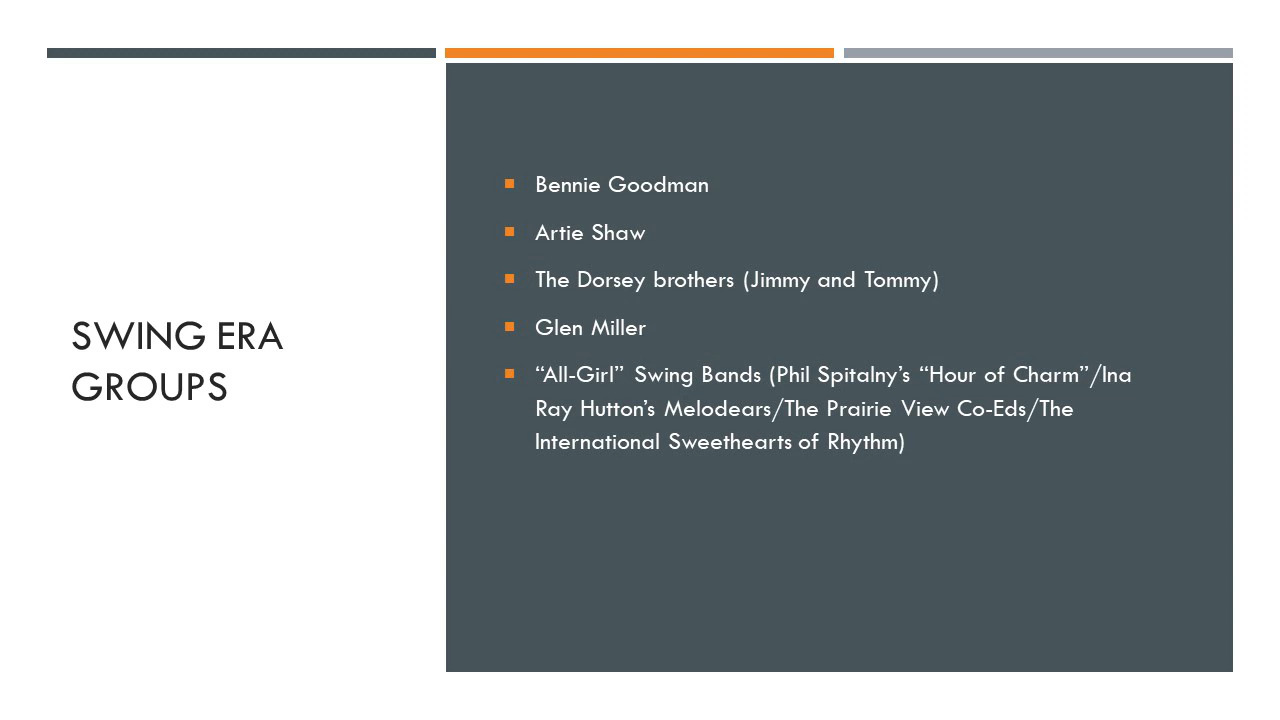 SWING ERA
GROUPS
Bennie Goodman
Artie Shaw
The Dorsey brothers (Jimmy and Tommy)
Glen Miller
“All-Girl” Swing Bands (Phil Spitalny’s “Hour of Charm”/Ina
Ray Hutton’s Melodears/The Prairie View Co-Eds/The
International Sweethearts of Rhythm)